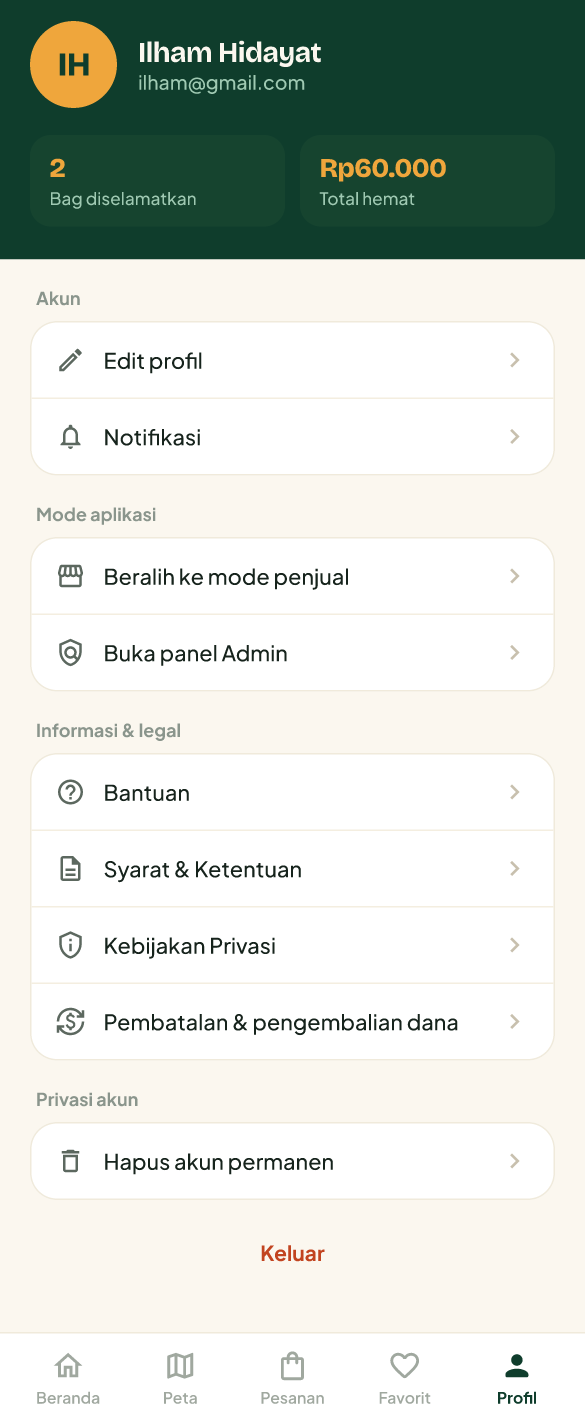 IH
Ilham Hidayat
ilham@gmail.com
2
Bag diselamatkan
Rp60.000
Total hemat
Akun
Edit profil
Notifikasi
Mode aplikasi
Beralih ke mode penjual
Buka panel Admin
Informasi & legal
Bantuan
Syarat & Ketentuan
Kebijakan Privasi
Pembatalan & pengembalian dana
Privasi akun
Hapus akun permanen
Keluar
Beranda
Peta
Pesanan
Favorit
Profil